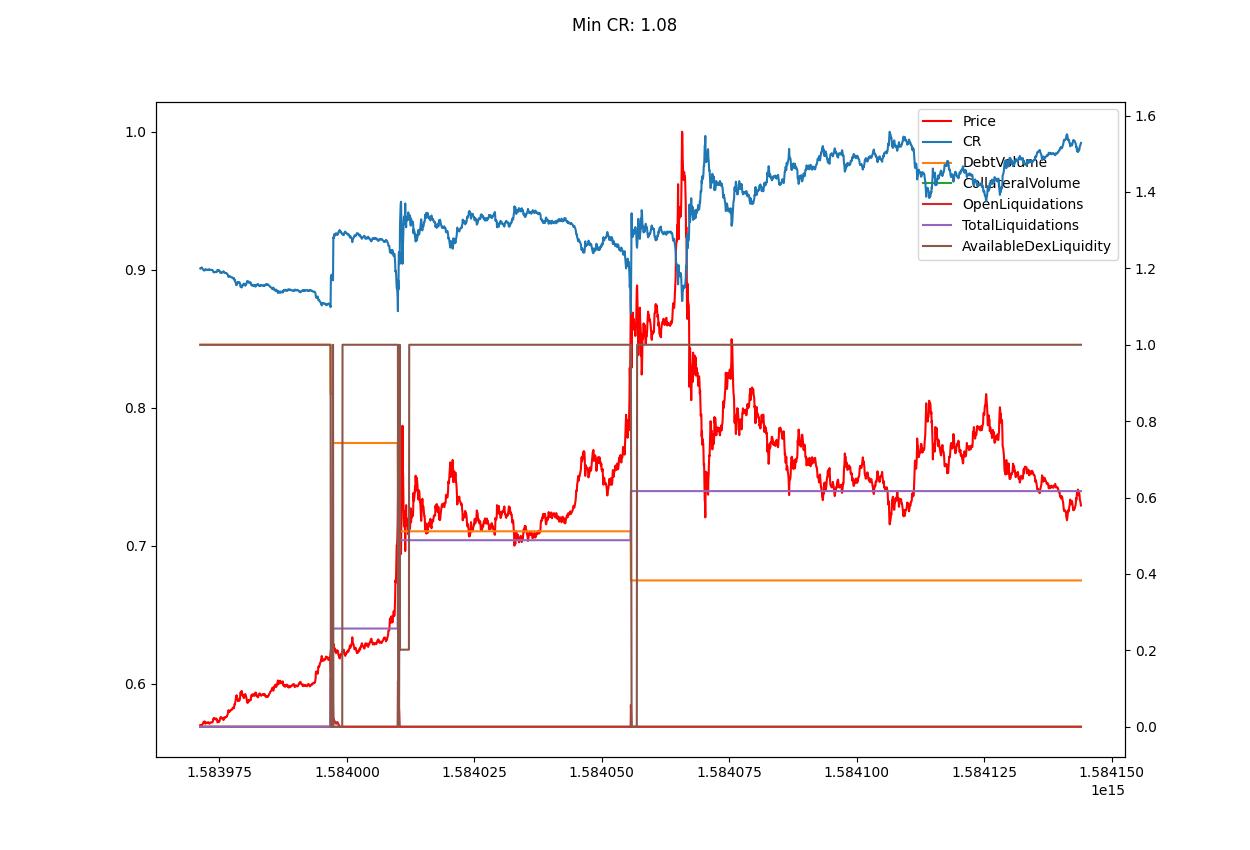 Min CR: 1.08
1.0
0.9
0.8
0.7
0.6
1.6
1.4
1.2
1.0
0.8
0.6
0.4
0.2
0.0
Price
CR
DebtVolume
CollateralVolume
OpenLiquidations
TotalLiquidations
AvailableDexLiquidity
1.583975 1.584000 1.584025 1.584050 1.584075 1.584100 1.584125 1.584150
1e15